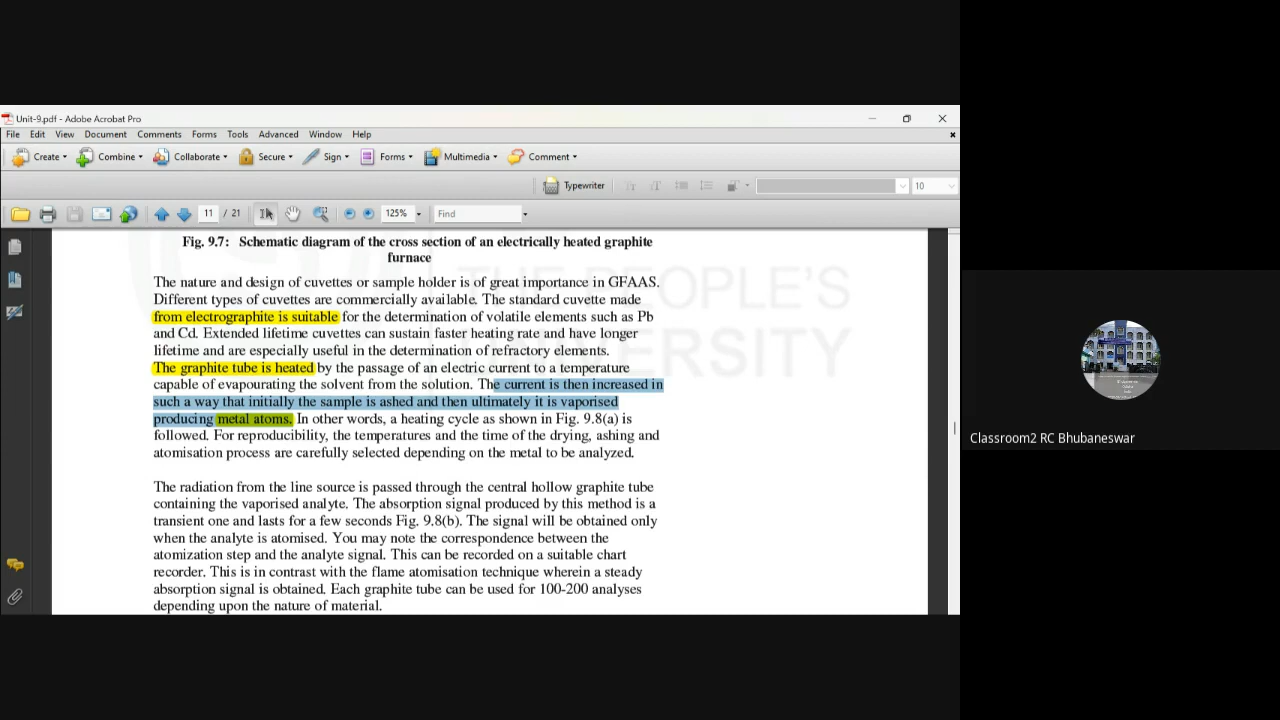 Unit-9.pdf - Adobe Acrobat Pro
File Edit View Document Comments Forms Tools Advanced Window Help
Create Combine Collaborate Secure Sign Forms Multimedia Comment
Typewriter 10
11 / 21 125% Find
Fig. 9.7: Schematic diagram of the cross section of an electrically heated graphite
furnace
THE PEOPLE'S
UNIVERSITY
The nature and design of cuvettes or sample holder is of great importance in GFAAS.
Different types of cuvettes are commercially available. The standard cuvette made
from electrographite is suitable for the determination of volatile elements such as Pb
and Cd. Extended lifetime cuvettes can sustain faster heating rate and have longer
lifetime and are especially useful in the determination of refractory elements.
The graphite tube is heated by the passage of an electric current to a temperature
capable of evapourating the solvent from the solution. The current is then increased in
such a way that initially the sample is ashed and then ultimately it is vaporised
producing metal atoms. In other words, a heating cycle as shown in Fig. 9.8(a) is
followed. For reproducibility, the temperatures and the time of the drying, ashing and
atomisation process are carefully selected depending on the metal to be analyzed.
The radiation from the line source is passed through the central hollow graphite tube
containing the vaporised analyte. The absorption signal produced by this method is a
transient one and lasts for a few seconds Fig. 9.8(b). The signal will be obtained only
when the analyte is atomised. You may note the correspondence between the
atomization step and the analyte signal. This can be recorded on a suitable chart
recorder. This is in contrast with the flame atomisation technique wherein a steady
absorption signal is obtained. Each graphite tube can be used for 100-200 analyses
depending upon the nature of material.
Classroom2 RC Bhubaneswar